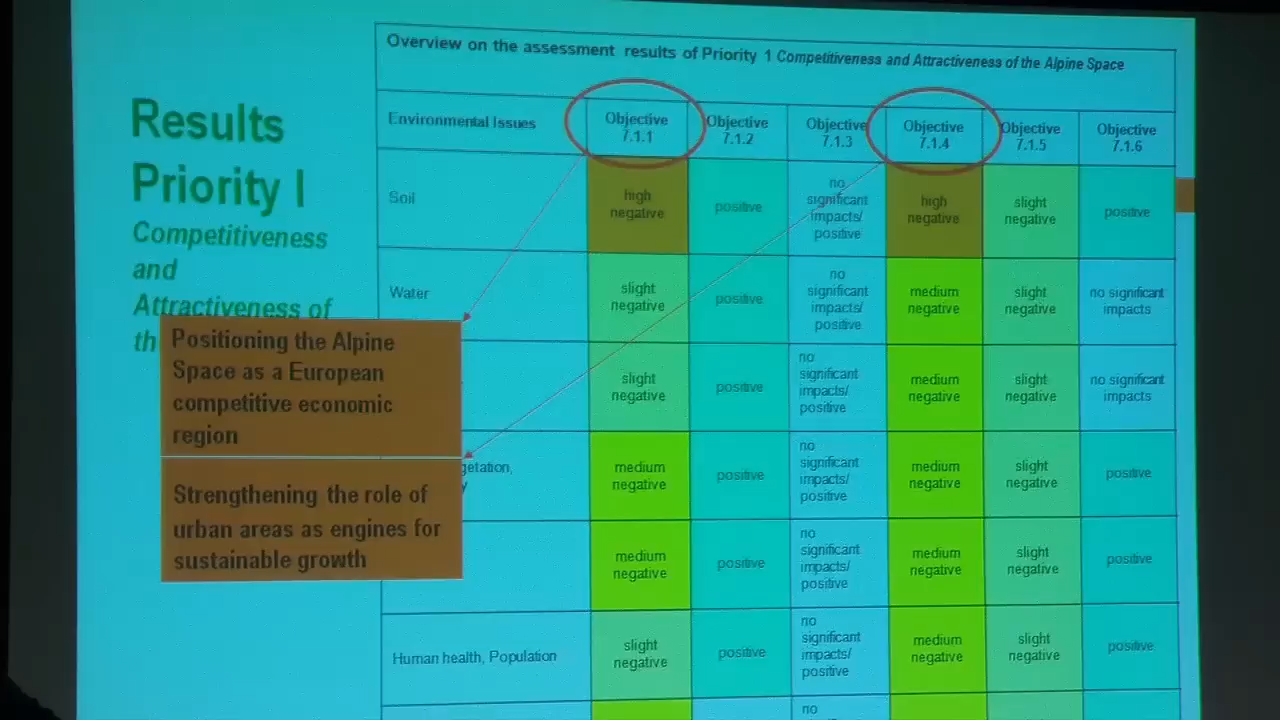 Results
Priority I
Competitiveness
and
Attractiveness of
th
Positioning the Alpine
Space as a European
competitive economic
region
Strengthening the role of
urban areas as engines for
sustainable growth
Overview on the assessment results of Priority 1 Competitiveness and Attractiveness of the Alpine Space
Environmental Issues
Objective
7.1.1
Objective
7.1.2
Objective
7.1.3
Objective
7.1.4
Objective
7.1.5
Objective
7.1.6
Soil
high
negative
positive
no
significant
impacts/
positive
high
negative
slight
negative
positive
Water
slight
negative
positive
no
significant
impacts/
positive
medium
negative
slight
negative
no significant
impacts
slight
negative
positive
no
significant
impacts/
positive
medium
negative
slight
negative
no significant
impacts
getation,
y
medium
negative
positive
no
significant
impacts/
positive
medium
negative
slight
negative
positive
medium
negative
positive
no
significant
impacts/
positive
medium
negative
slight
negative
positive
Human health, Population
slight
negative
positive
no
significant
impacts/
positive
medium
negative
slight
negative
positive
no